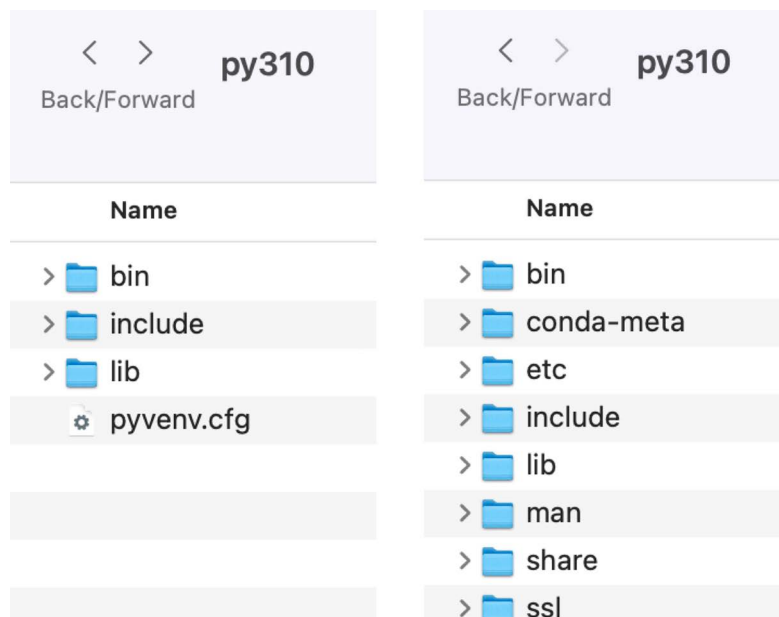 py310
Back/Forward
Name
bin
include
lib
pyvenv.cfg
py310
Back/Forward
Name
bin
conda-meta
etc
include
lib
man
share
ssl